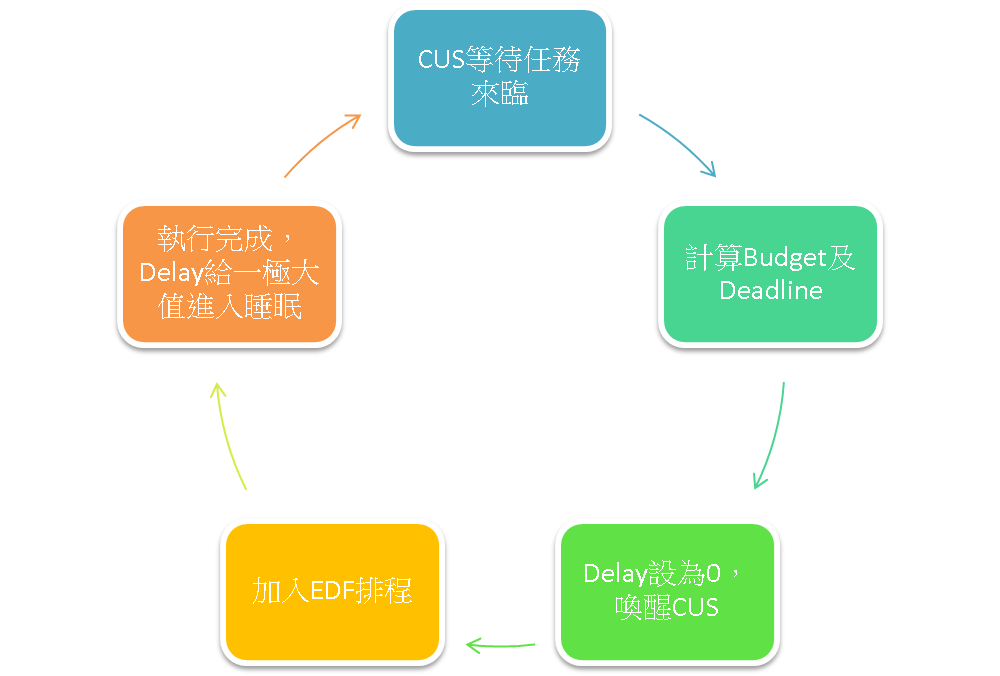 CUS等待任務
來臨
計算Budget及
Deadline
Delay設為0，
喚醒CUS
加入EDF排程
執行完成，
Delay給一極大
值進入睡眠